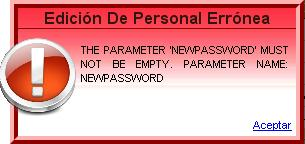 Edición De Personal Errónea
THE PARAMETER 'NEWPASSWORD' MUST
NOT BE EMPTY. PARAMETER NAME:
NEWPASSWORD
Aceptar